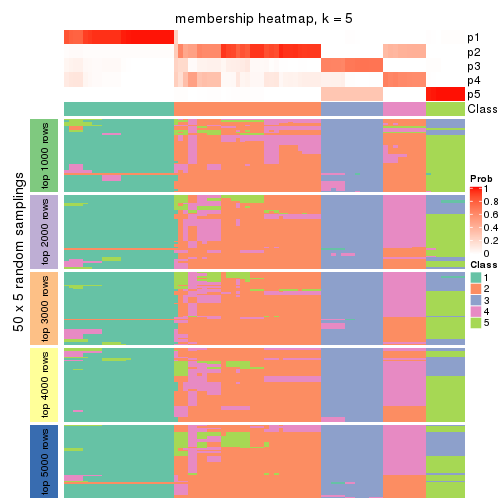 membership heatmap, k = 5
p1
p2
p3
p4
p5
Class
50 x 5 random samplings
top 1000 rows
top 2000 rows
top 3000 rows
top 4000 rows
top 5000 rows
Prob
1
0.8
0.6
0.4
0.2
0
Class
1
2
3
4
5